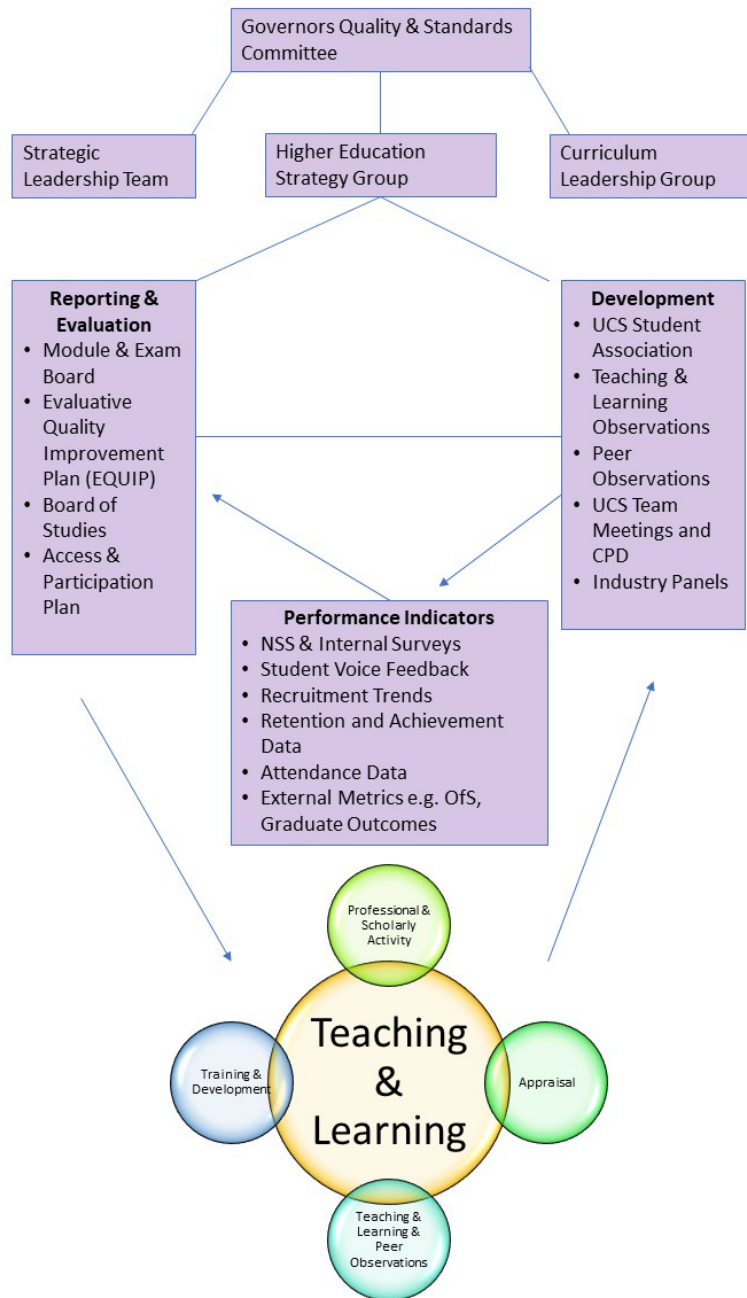 Governors Quality & Standards
Committee
Strategic
Leadership Team
Higher Education
Strategy Group
Curriculum
Leadership Group
Reporting &
Evaluation
• Module & Exam
Board
• Evaluative
Quality
Improvement
Plan (EQUIP)
• Board of
Studies
• Access &
Participation
Plan
Development
• UCS Student
Association
• Teaching &
Learning
Observations
• Peer
Observations
• UCS Team
Meetings and
CPD
• Industry Panels
Performance Indicators
• NSS & Internal Surveys
• Student Voice Feedback
• Recruitment Trends
• Retention and Achievement
Data
• Attendance Data
• External Metrics e.g. OfS,
Graduate Outcomes
Professional &
Scholarly
Activity
Training &
Development
Teaching
&
Learning
Appraisal
Teaching &
Learning &
Peer
Observations